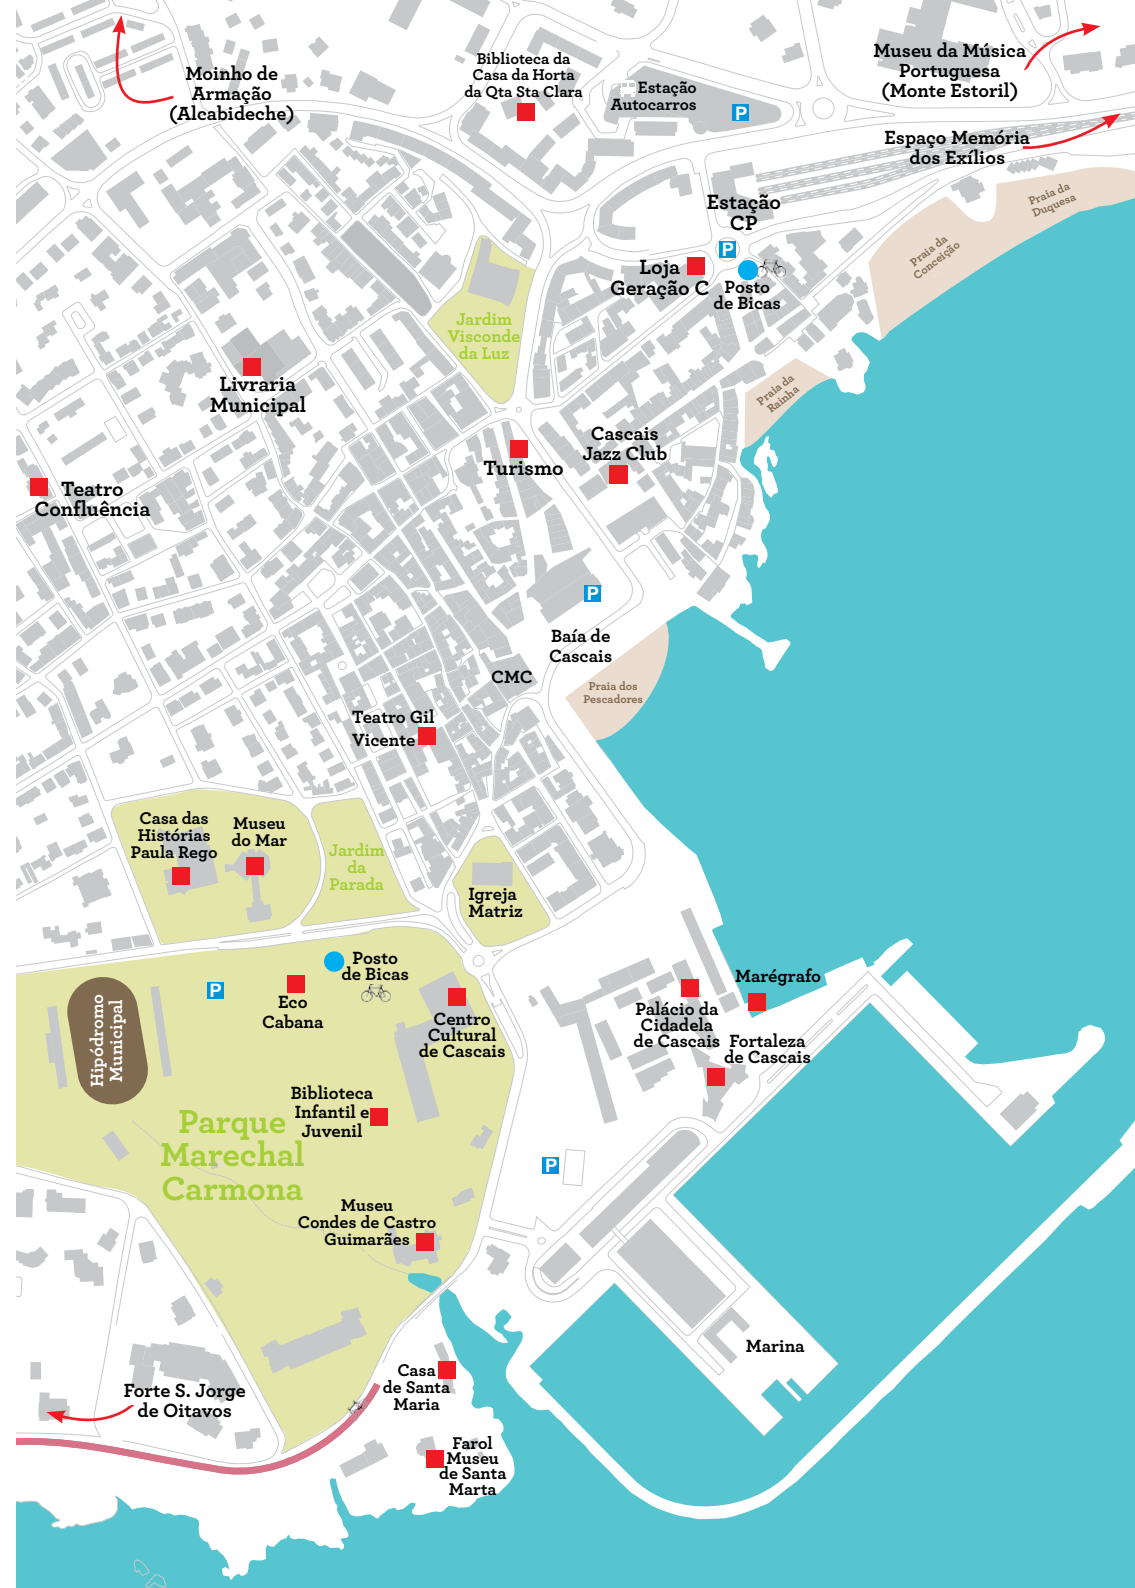 Moinho de
Armação
(Alcabideche)
Biblioteca da
Casa da Horta
da Qta Sta Clara
Estação
Autocarros
P
Museu da Música
Portuguesa
(Monte Estoril)
Espaço Memória
dos Exílios
Praia da
Duquesa
Praia da
Conceição
Estação
CP
P
Loja
Geração C
Posto
de Bicas
Jardim
Visconde
da Luz
Praia da
Rainha
Livraria
Municipal
Cascais
Jazz Club
Turismo
Teatro
Confluência
P
Baía de
Cascais
CMC
Praia dos
Pescadores
Teatro Gil
Vicente
Casa das
Histórias
Paula Rego
Museu
do Mar
Jardim
da
Parada
Igreja
Matriz
Posto
de Bicas
P
Eco
Cabana
Hipódromo
Municipal
Centro
Cultural
de Cascais
Marégrafo
Palácio da
Cidadela
de Cascais
Fortaleza
de Cascais
Biblioteca
Infantil e
Juvenil
Parque
Marechal
Carmona
P
Museu
Condes de Castro
Guimarães
Marina
Casa
de Santa
Maria
Forte S. Jorge
de Oitavos
Farol
Museu
de Santa
Marta